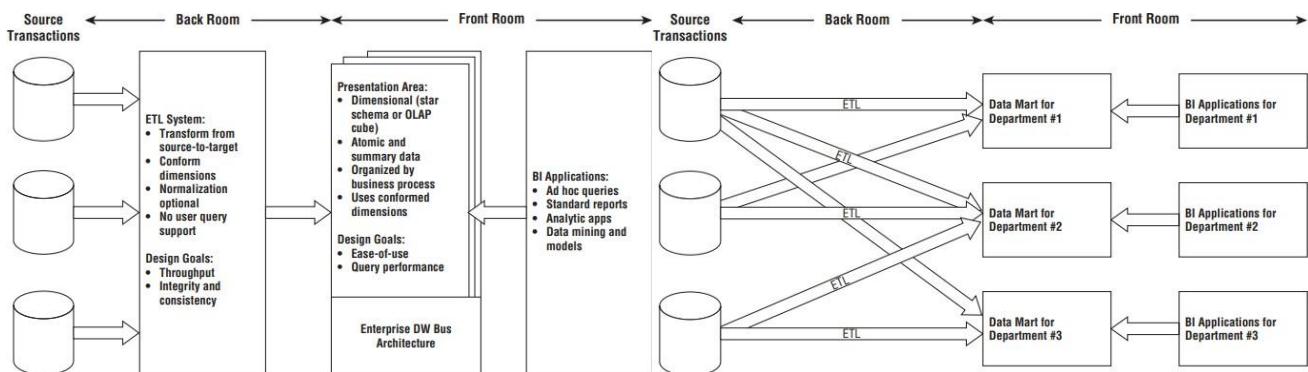 Source
Transactions
Back Room
Front Room
ETL System:
• Transform from
source-to-target
• Conform
dimensions
• Normalization
optional
• No user query
support
Design Goals:
• Throughput
• Integrity and
consistency
Presentation Area:
• Dimensional (star
schema or OLAP
cube)
• Atomic and
summary data
• Organized by
business process
• Uses conformed
dimensions
Design Goals:
• Ease-of-use
• Query performance
Enterprise DW Bus
Architecture
BI Applications:
• Ad hoc queries
• Standard reports
• Analytic apps
• Data mining and
models
Source
Transactions
Back Room
Front Room
ETL
ETL
ETL
ETL
ETL
ETL
ETL
Data Mart for
Department #1
BI Applications for
Department #1
Data Mart for
Department #2
BI Applications for
Department #2
Data Mart for
Department #3
BI Applications for
Department #3